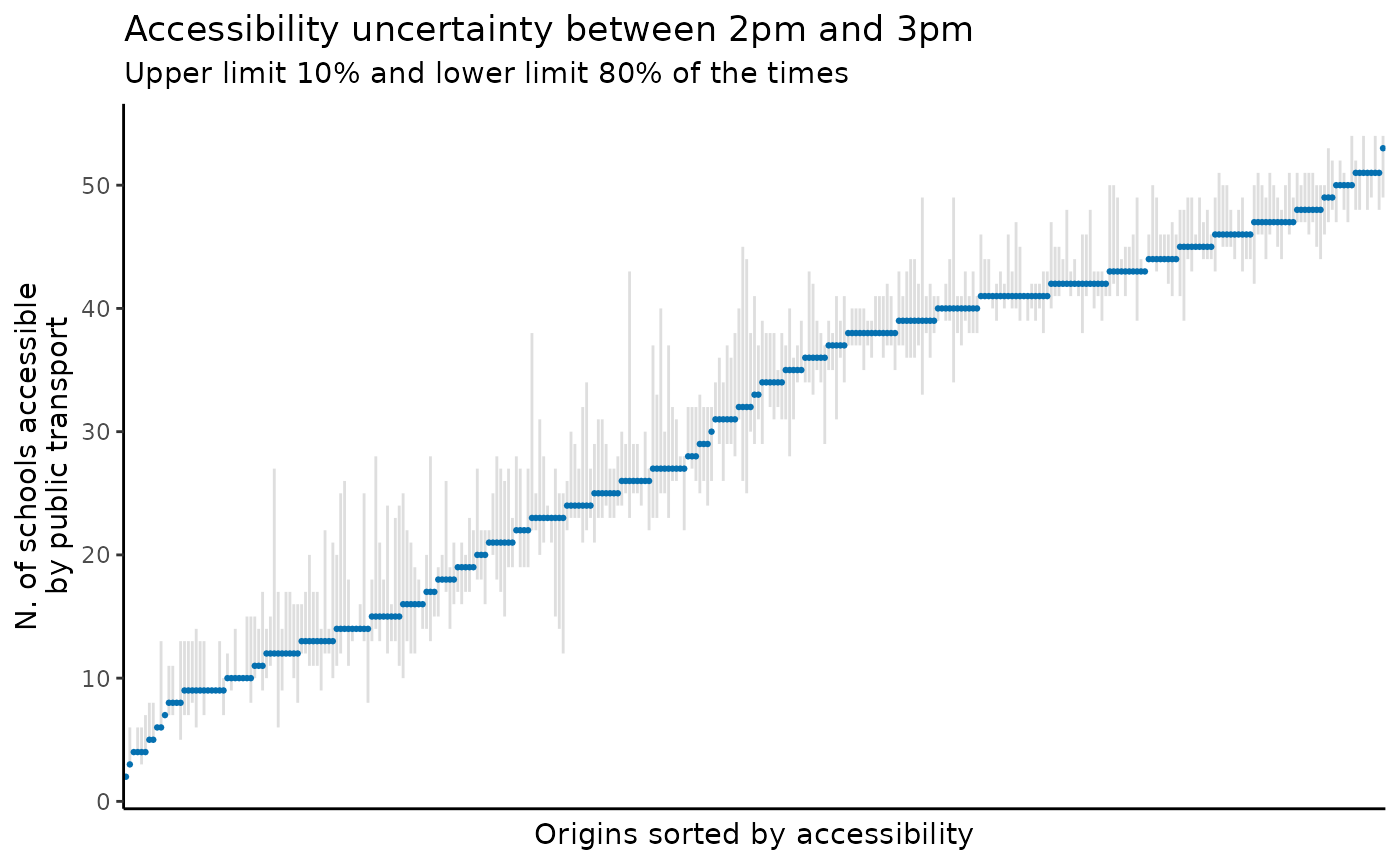 Accessibility uncertainty between 2pm and 3pm
Upper limit 10% and lower limit 80% of the times
N. of schools accessible
by public transport
50
40
30
20
10
0
Origins sorted by accessibility